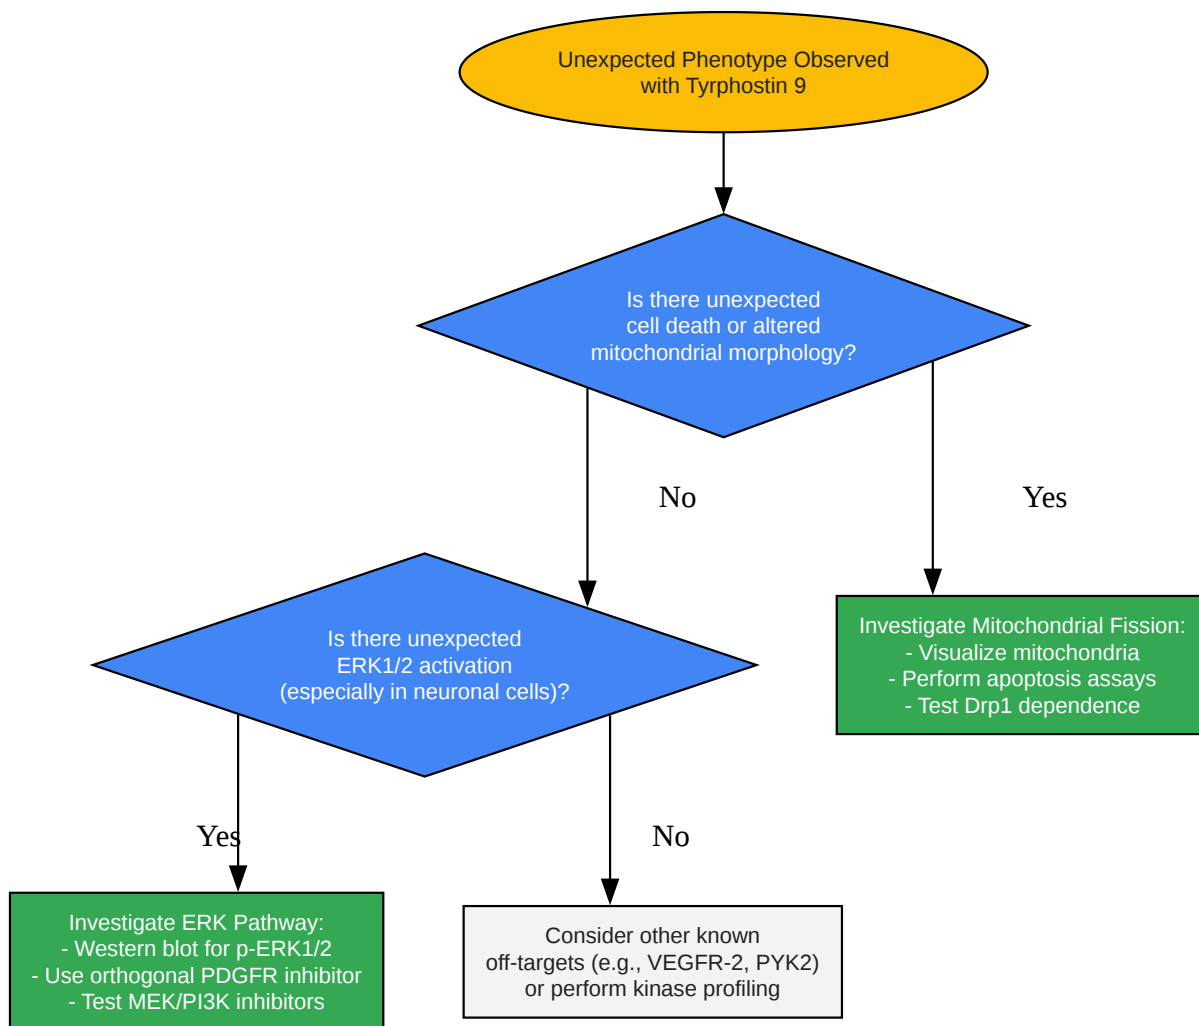 Unexpected Phenotype Observed
with Tyrphostin 9
Is there unexpected
cell death or altered
mitochondrial morphology?
No
Yes
Is there unexpected
ERK1/2 activation
(especially in neuronal cells)?
Investigate Mitochondrial Fission:
- Visualize mitochondria
- Perform apoptosis assays
- Test Drp1 dependence
Yes
No
Investigate ERK Pathway:
- Western blot for p-ERK1/2
- Use orthogonal PDGFR inhibitor
- Test MEK/PI3K inhibitors
Consider other known
off-targets (e.g., VEGFR-2, PYK2)
or perform kinase profiling